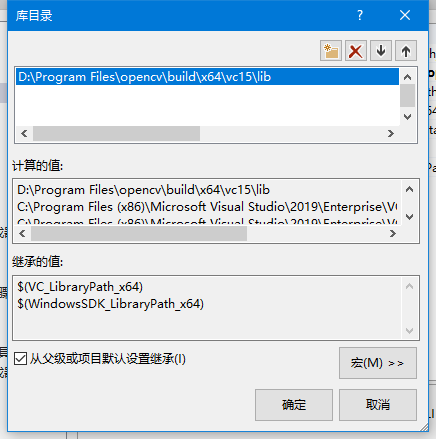 库目录
D:\Program Files\opencv\build\x64\vc15\lib
计算的值:
D:\Program Files\opencv\build\x64\vc15\lib
C:\Program Files (x86)\Microsoft Visual Studio\2019\Enterprise\VC
C:\Program Files (x86)\Microsoft Visual Studio\2019\Enterprise\VC
继承的值:
$(VC_LibraryPath_x64)
$(WindowsSDK_LibraryPath_x64)
从父级或项目默认设置继承(I)
宏(M) >>
确定
取消